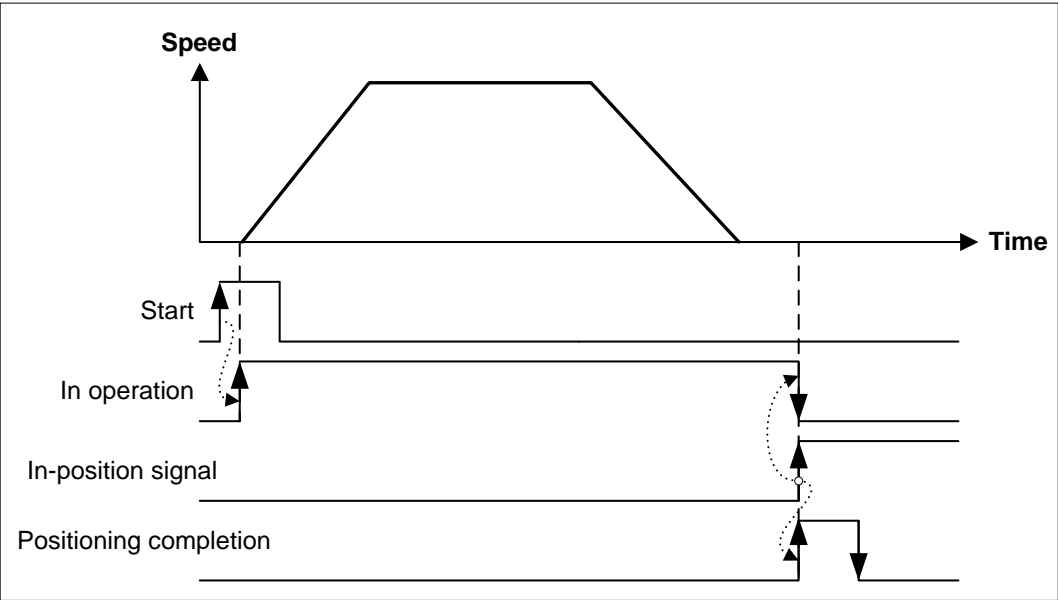 Speed
Time
Start
In operation
In-position signal
Positioning completion